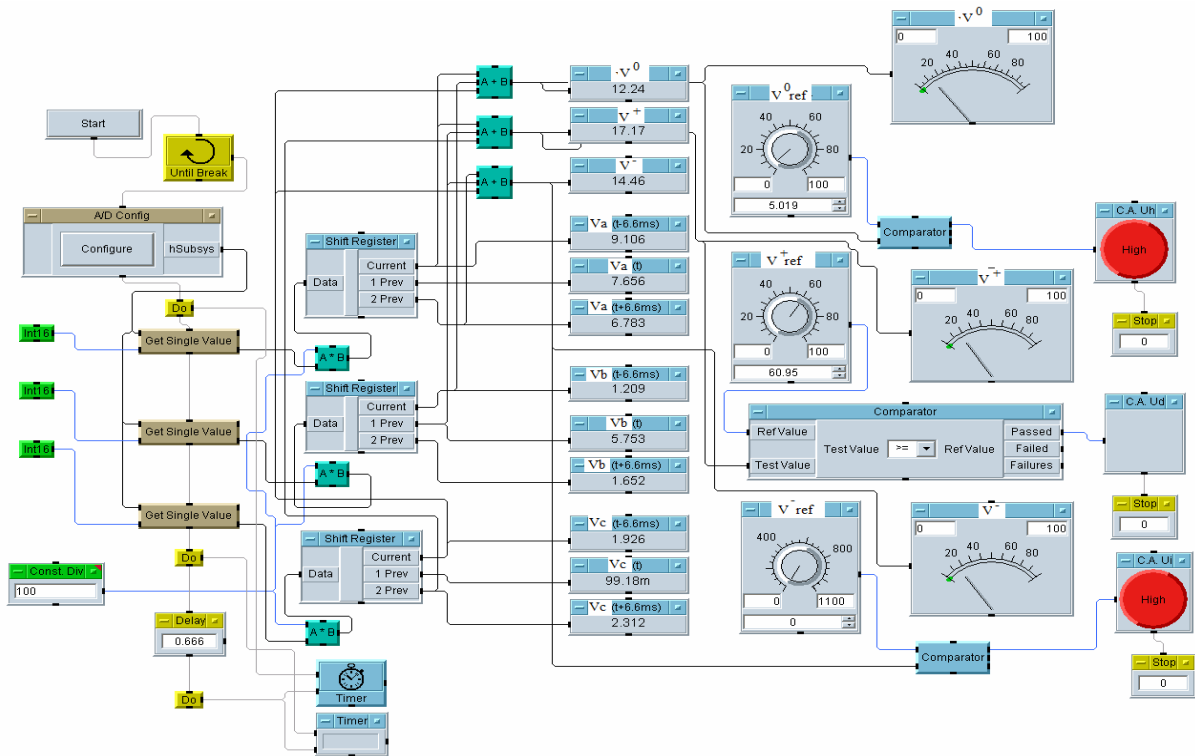 Start
Until Break
A/D Config
Configure
hSubsys
Do
Int16
Get Single Value
A * B
Int16
Get Single Value
A * B
Int16
Get Single Value
Do
Const. Div
100
Delay
0.666
A * B
Do
Timer
Timer
Shift Register
Data
Current
1 Prev
2 Prev
Shift Register
Data
Current
1 Prev
2 Prev
Shift Register
Data
Current
1 Prev
2 Prev
A + B
A + B
A + B
·V⁰
12.24
V⁺
17.17
V⁻
14.46
Va (t-6.6ms)
9.106
Va (t)
7.656
Va (t+6.6ms)
6.783
Vb (t-6.6ms)
1.209
Vb (t)
5.753
Vb (t+6.6ms)
1.652
Vc (t-6.6ms)
1.926
Vc (t)
99.18m
Vc (t+6.6ms)
2.312
V⁰ref
20 40 60 80
0 100
5.019
V⁺ref
20 40 60 80
0 100
60.95
Comparator
Ref Value
Test Value
Test Value >= Ref Value
Passed
Failed
Failures
V⁻ref
400 800
0 1100
0
·V⁰
0 100
20 40 60 80
Comparator
C.A. Uh
High
Stop
0
V⁺
0 100
20 40 60 80
C.A. Ud
Stop
0
V⁻
0 100
20 40 60 80
Comparator
C.A. Ui
High
Stop
0